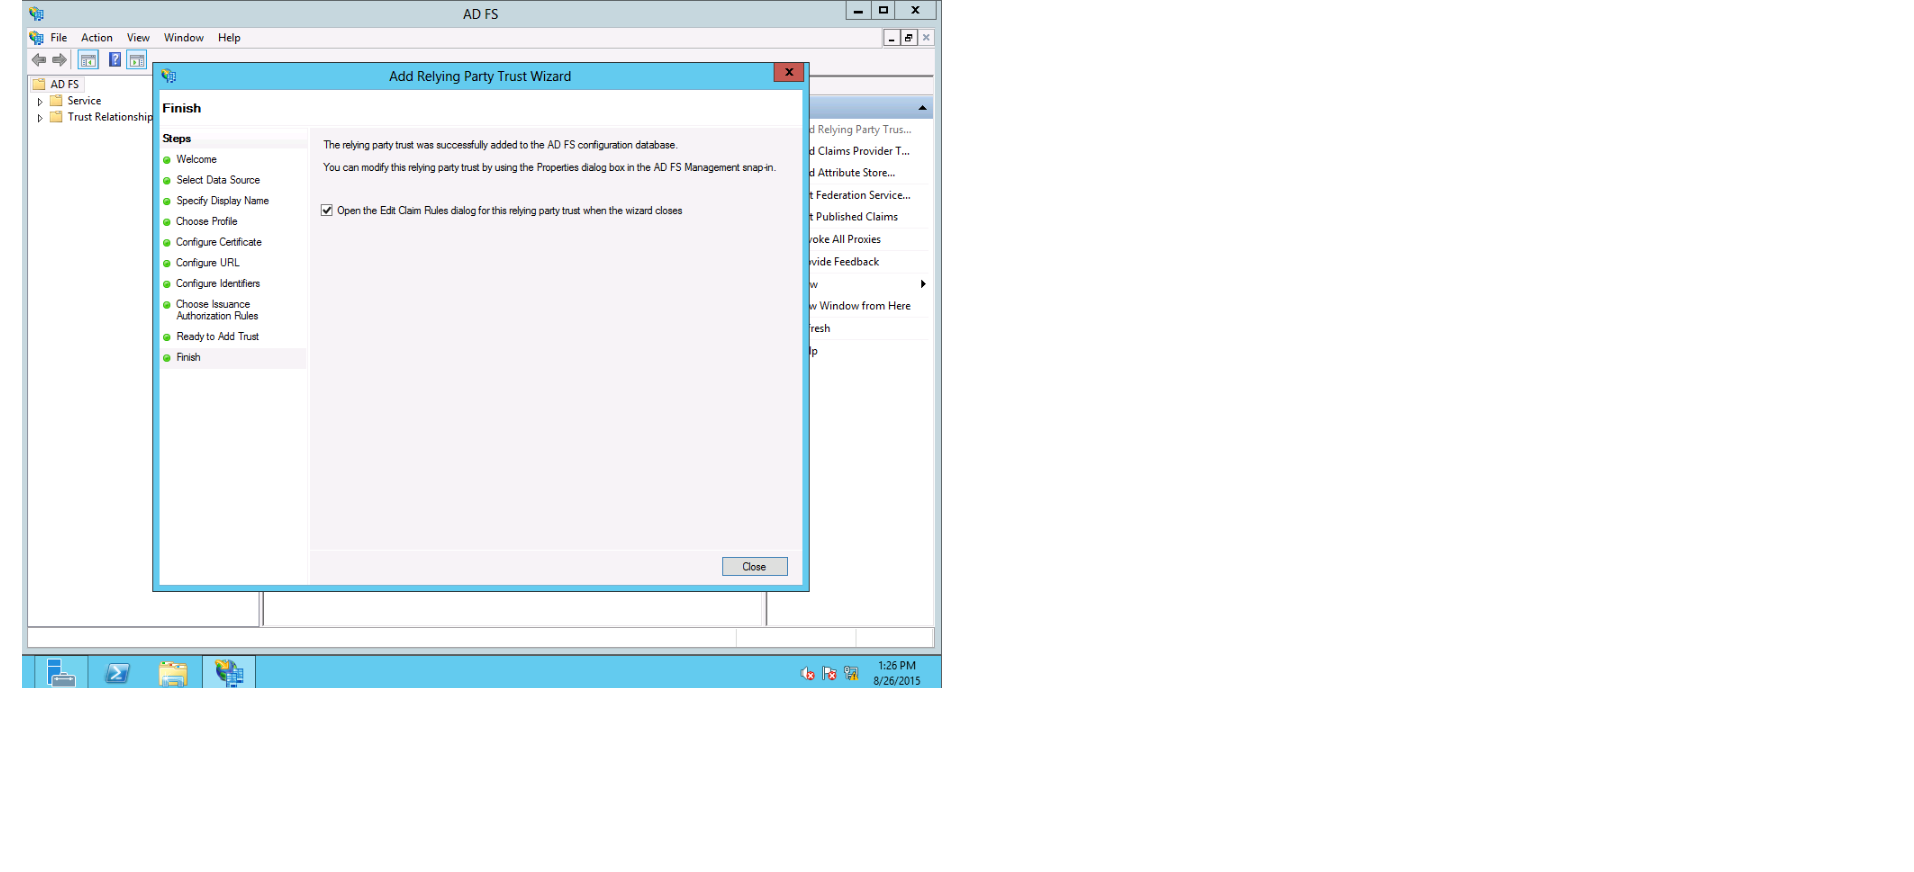 AD FS
File Action View Window Help
Add Relying Party Trust Wizard
AD FS
Service
Trust Relationship
Finish
Steps
Welcome
Select Data Source
Specify Display Name
Choose Profile
Configure Certificate
Configure URL
Configure Identifiers
Choose Issuance
Authorization Rules
Ready to Add Trust
Finish
The relying party trust was successfully added to the AD FS configuration database.
You can modify this relying party trust by using the Properties dialog box in the AD FS Management snap-in.
Open the Edit Claim Rules dialog for this relying party trust when the wizard closes
Close
d Relying Party Trus...
d Claims Provider T...
d Attribute Store...
t Federation Service...
t Published Claims
voke All Proxies
vide Feedback
w
w Window from Here
fresh
lp
1:26 PM
8/26/2015